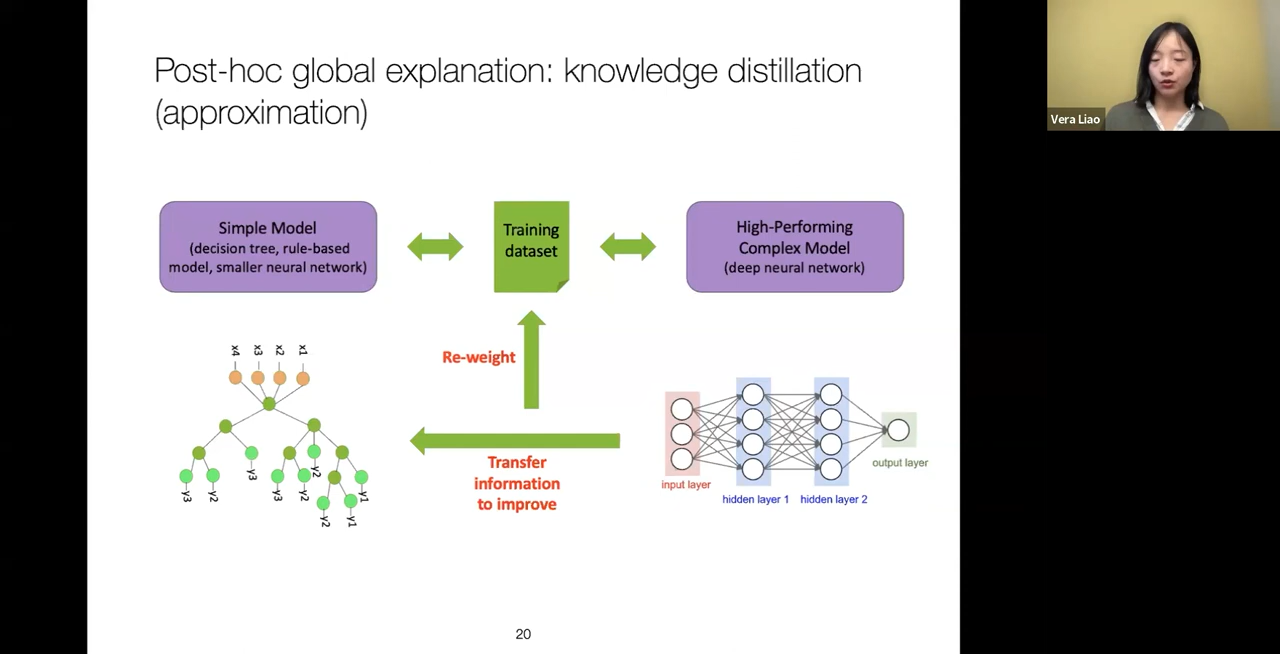 Post-hoc global explanation: knowledge distillation
(approximation)
Vera Liao
Simple Model
(decision tree, rule-based
model, smaller neural network)
Training
dataset
High-Performing
Complex Model
(deep neural network)
Re-weight
x4 x3 x2 x1
y3 y2 y3 y3 y2 y2 y2 y1 y1
Transfer
information
to improve
input layer
hidden layer 1
hidden layer 2
output layer
20